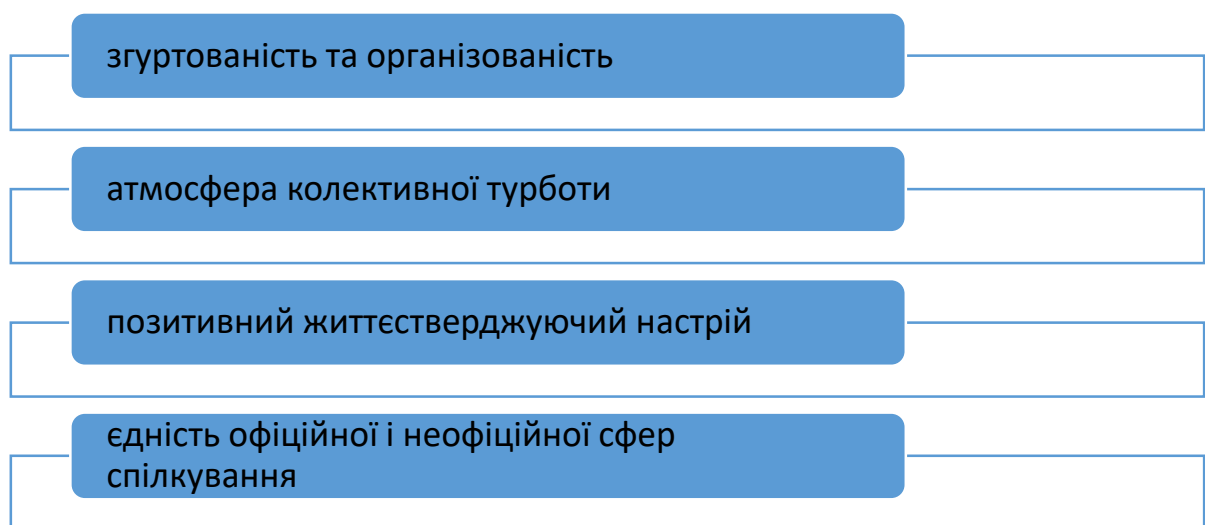 згуртованість та організованість
атмосфера колективної турботи
позитивний життєстверджуючий настрій
єдність офіційної і неофіційної сфер
спілкування